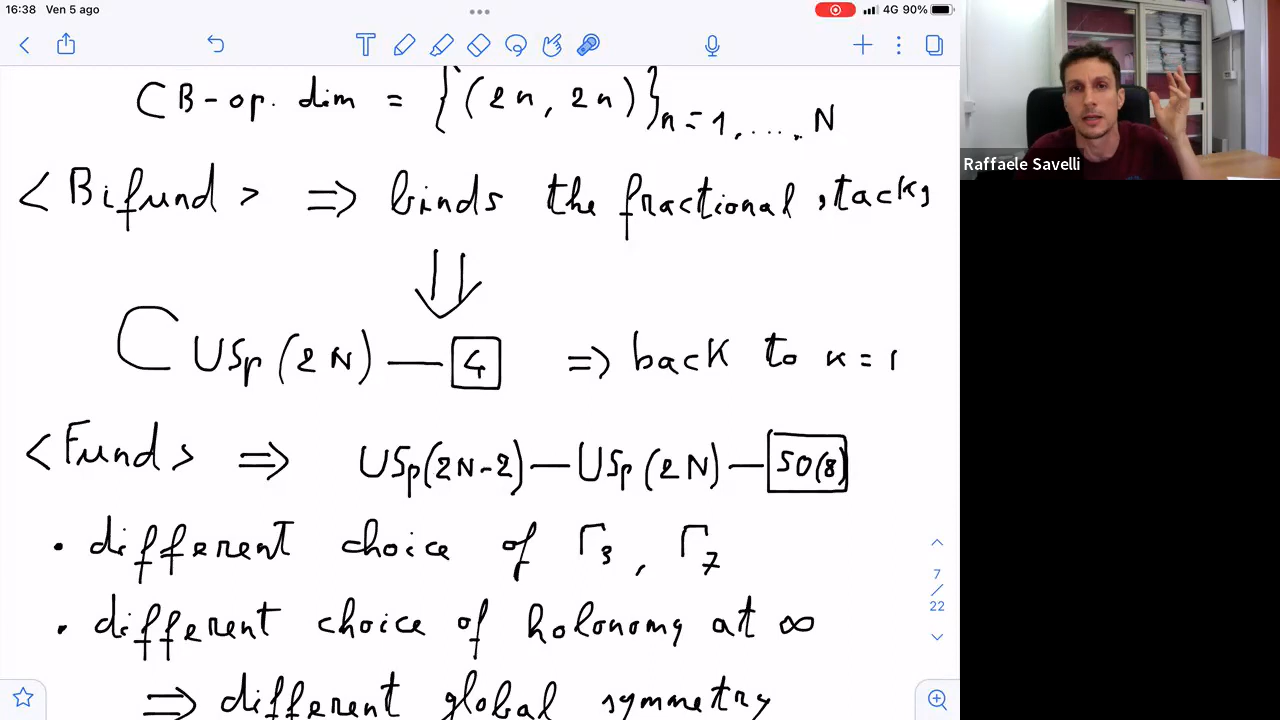 16:38 Ven 5 ago
4G 90%
CB-op. dim = {(2n, 2n)}n=1,....,N
<Bifund> => binds the fractional stacks
USp(2N) — 4 => back to n=1
<Fund> => USp(2N-2) — USp(2N) — SO(8)
• different choice of Γ3, Γ7
• different choice of holonomy at ∞
=> different global symmetry
7
/
22
Raffaele Savelli